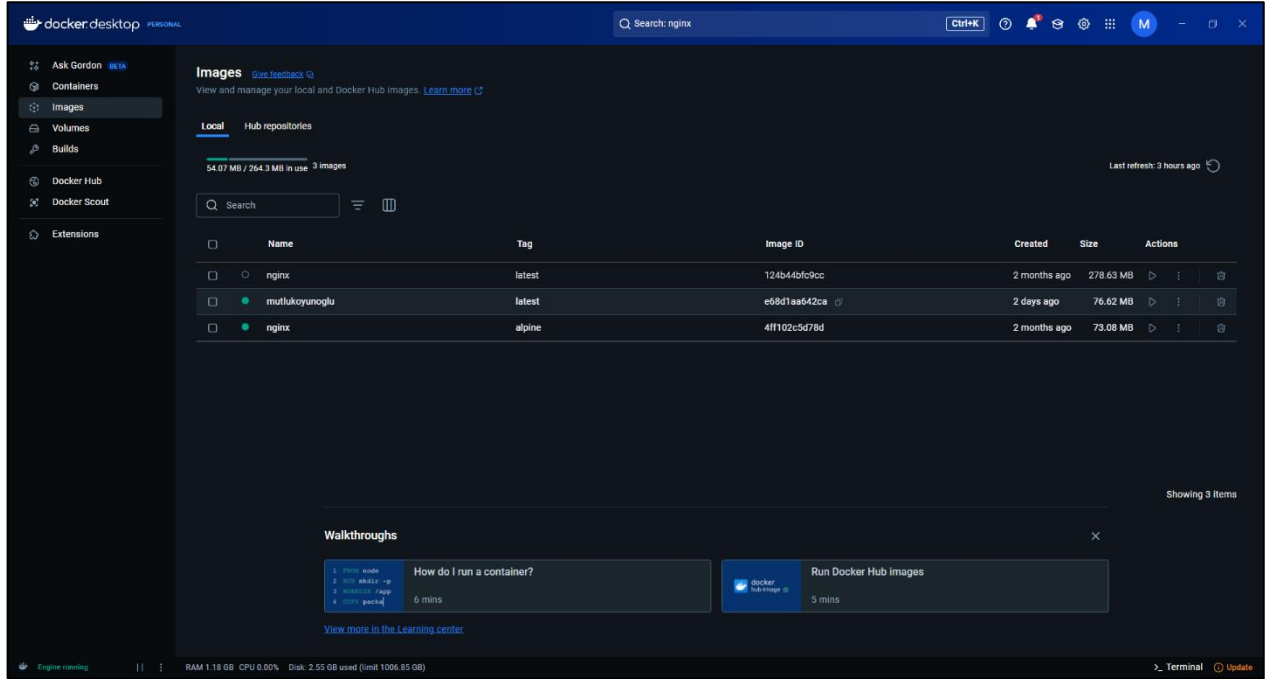 docker.desktop PERSONAL
Search: nginx
Ctrl+K
1
M
Ask Gordon BETA
Containers
Images
Volumes
Builds
Docker Hub
Docker Scout
Extensions
Images Give feedback
View and manage your local and Docker Hub images. Learn more
Local Hub repositories
54.07 MB / 264.3 MB in use 3 images
Last refresh: 3 hours ago
Search
Name Tag Image ID Created Size Actions
nginx latest 124b44bfc9cc 2 months ago 278.63 MB
mutlukoyunoglu latest e68d1aa642ca 2 days ago 76.62 MB
nginx alpine 4ff102c5d78d 2 months ago 73.08 MB
Showing 3 items
Walkthroughs
1 FROM node
2 RUN mkdir -p
3 WORKDIR /app
4 COPY packa
How do I run a container?
6 mins
docker
hub-image
Run Docker Hub images
5 mins
View more in the Learning center
Engine running
RAM 1.18 GB CPU 0.00% Disk: 2.55 GB used (limit 1006.85 GB)
>_ Terminal
Update